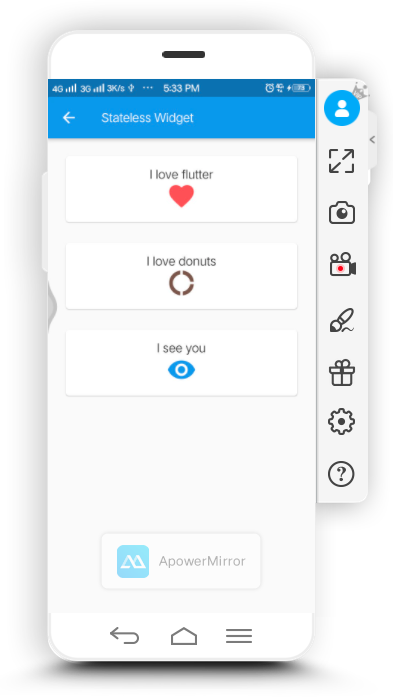 4G 3G 3K/s ... 5:33 PM
Stateless Widget
I love flutter
I love donuts
I see you
ApowerMirror
?